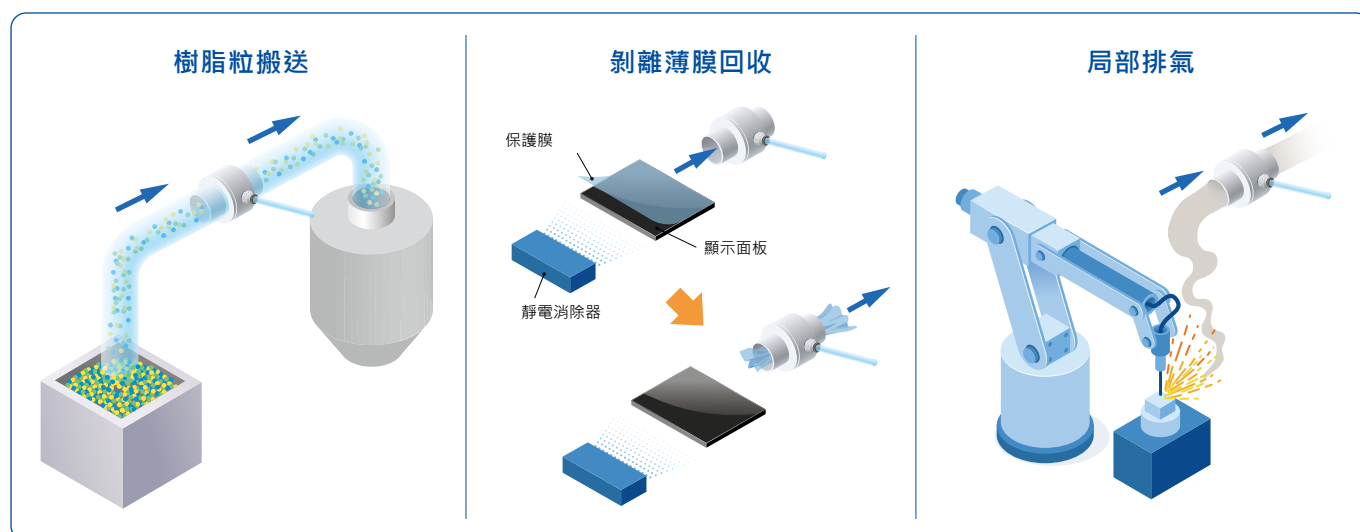 樹脂粒搬送
剝離薄膜回收
局部排氣
保護膜
顯示面板
靜電消除器